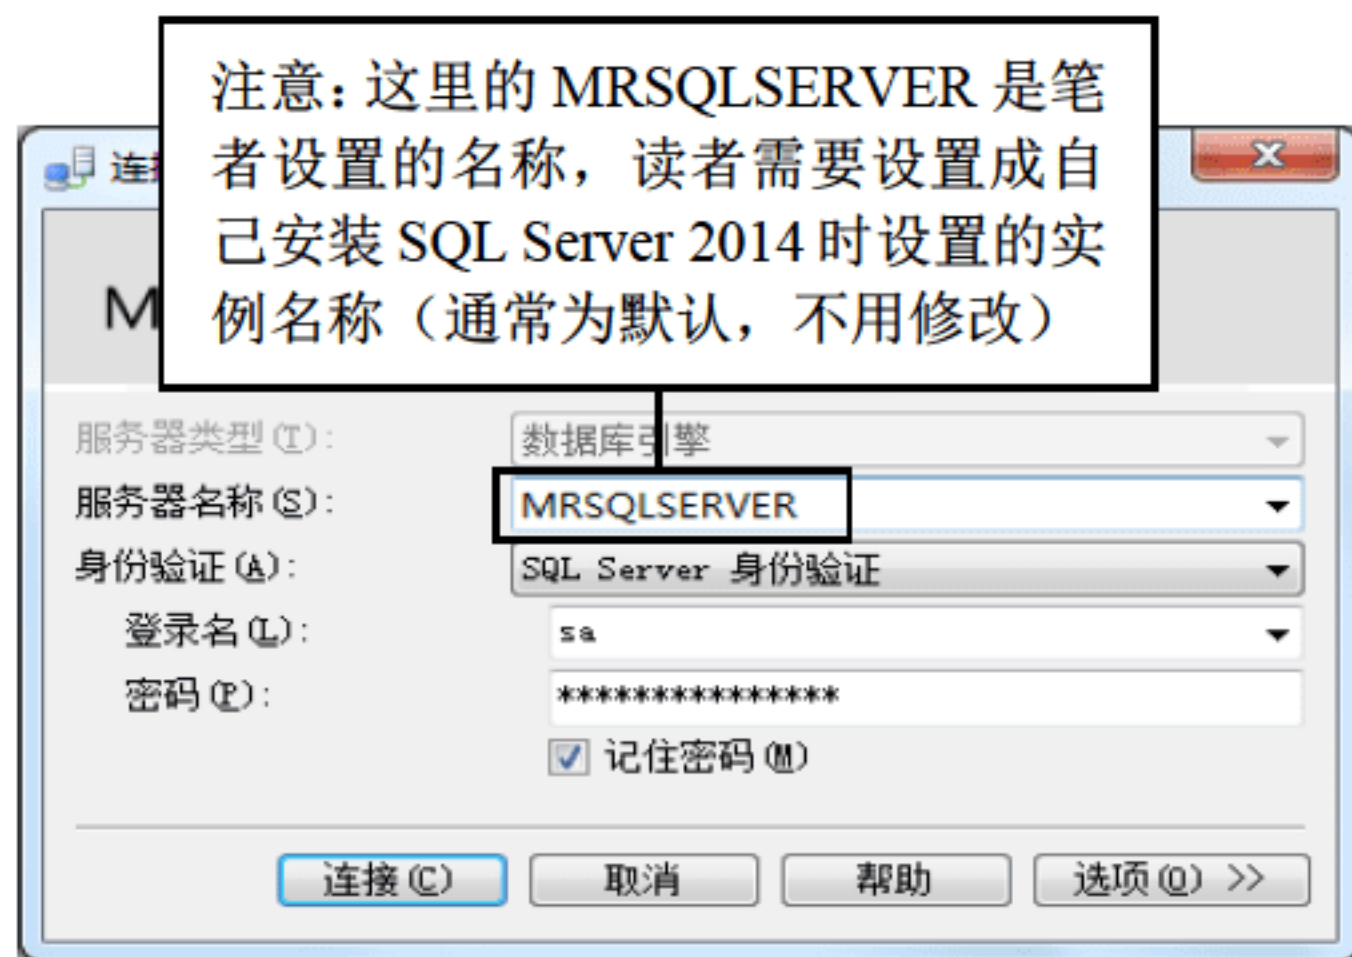 注意：这里的 MRSQLSERVER 是笔
者设置的名称，读者需要设置成自
己安装 SQL Server 2014 时设置的实
例名称（通常为默认，不用修改）
连
M
服务器类型(T):
数据库引擎
服务器名称(S):
MRSQLSERVER
身份验证(A):
SQL Server 身份验证
登录名(L):
sa
密码(P):
***************
记住密码(M)
连接(C)
取消
帮助
选项(O) >>